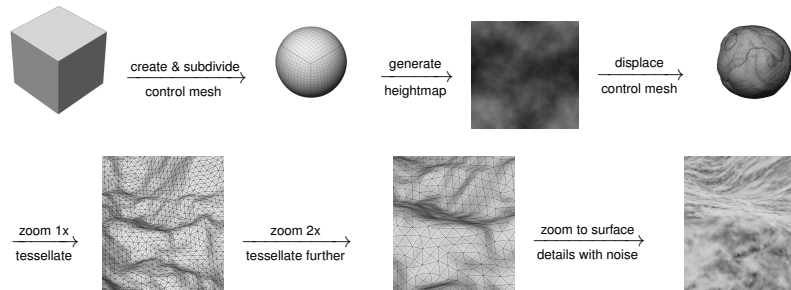 create & subdivide
control mesh
generate
heightmap
displace
control mesh
zoom 1x
tessellate
zoom 2x
tessellate further
zoom to surface
details with noise